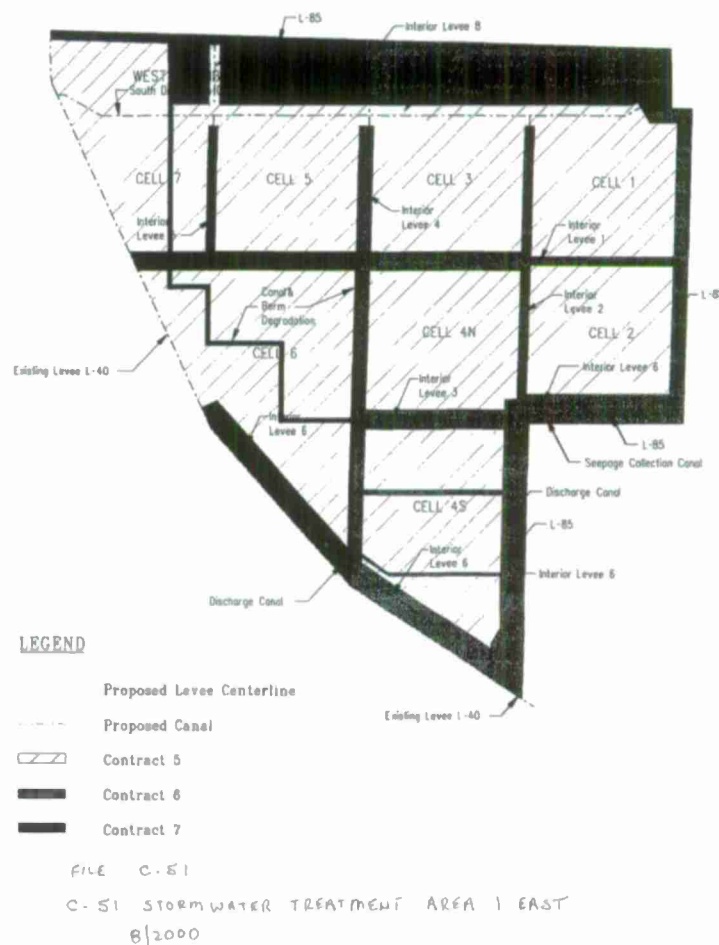 L-85
Interior Levee 8
WEST
South D
CELL 7
CELL 5
CELL 3
CELL 1
Interior
Levee
Interior
Levee 4
Interior
Levee 1
L-8
Canal &
Berm
Degradation
Interior
Levee 2
CELL 4N
CELL 2
CELL 6
Existing Levee L-40
Interior
Levee 3
Interior Levee 6
Interior
Levee 6
L-85
Seepage Collection Canal
Discharge Canal
CELL 4S
L-85
Interior
Levee 6
Interior Levee 6
Discharge Canal
Existing Levee L-40
LEGEND
Proposed Levee Centerline
Proposed Canal
Contract 5
Contract 6
Contract 7
FILE C-51
C-51 STORMWATER TREATMENT AREA 1 EAST
8/2000